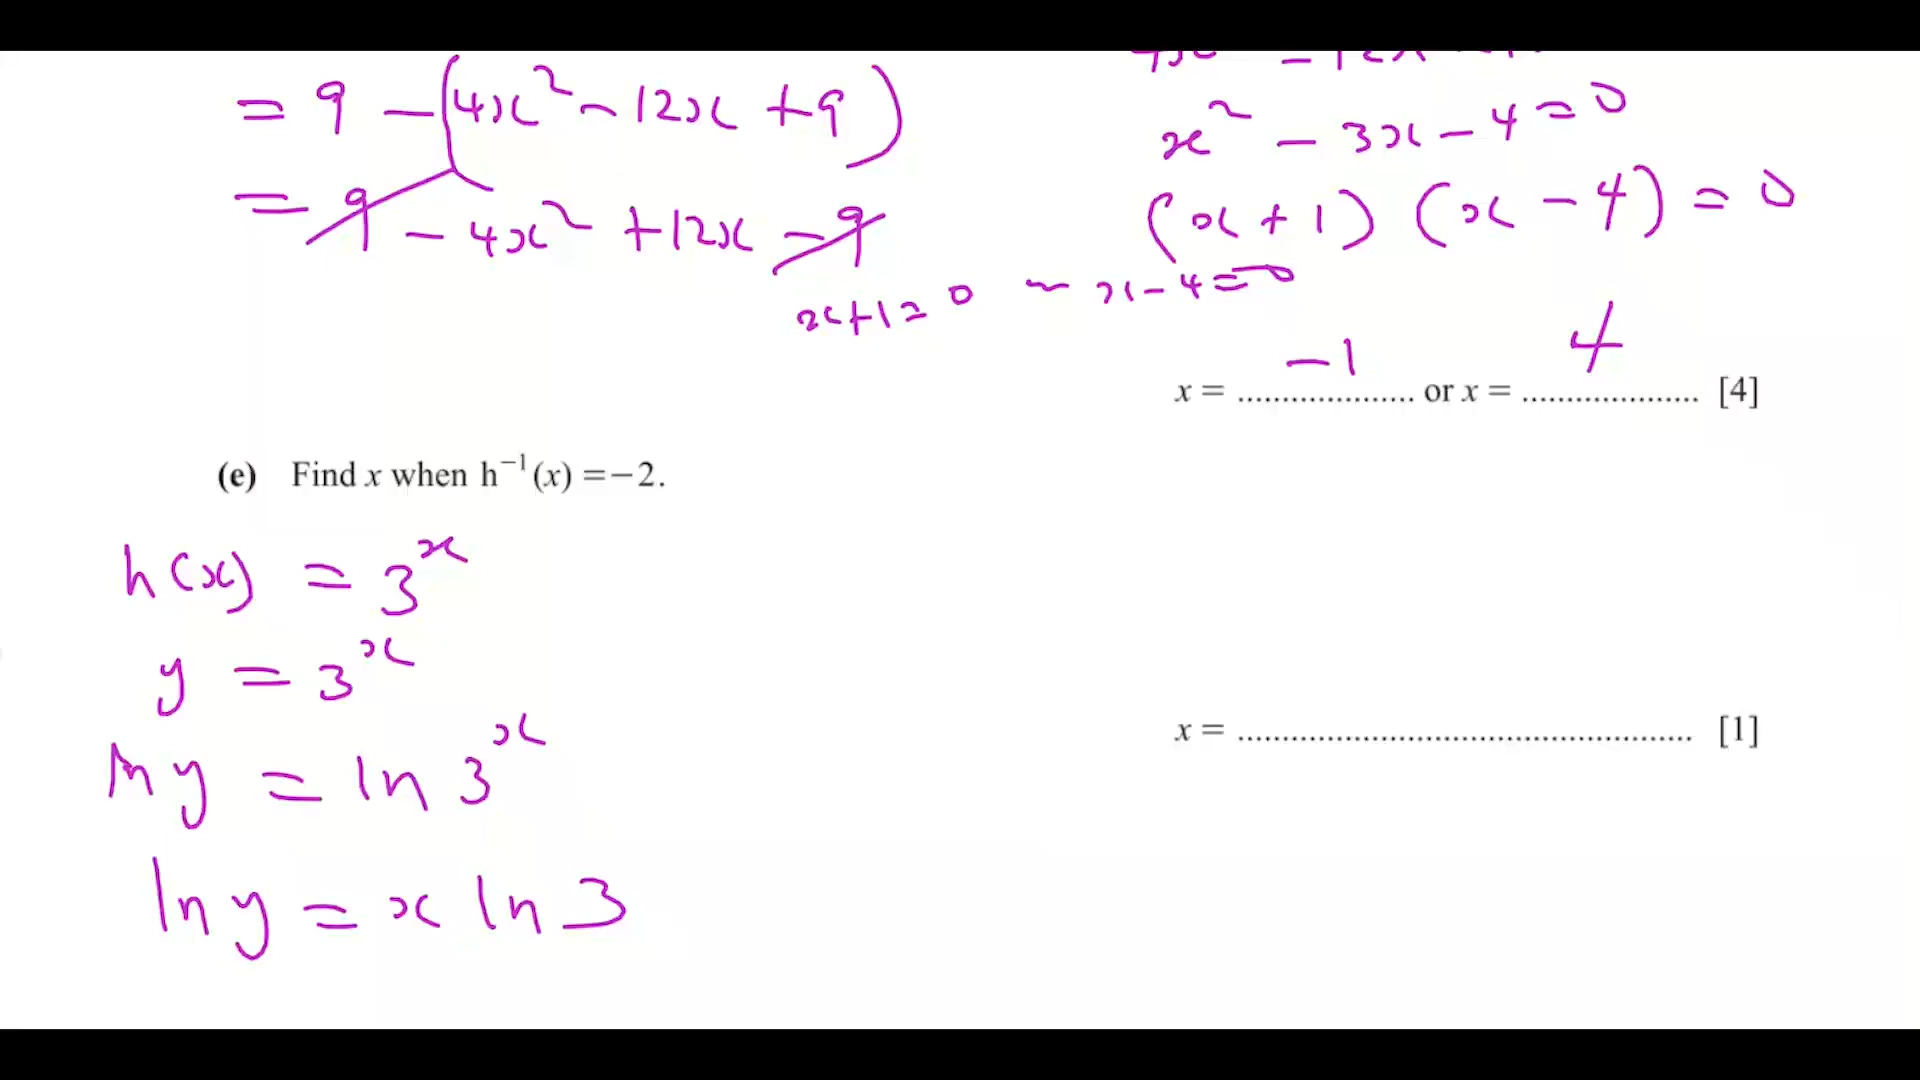 = 9 - (4x² - 12x + 9)
= 9 - 4x² + 12x - 9
x² - 3x - 4 = 0
(x + 1) (x - 4) = 0
x + 1 = 0 x - 4 = 0
-1 4
x = .................... or x = .................... [4]
(e) Find x when h⁻¹(x) = −2.
h(x) = 3ˣ
y = 3ˣ
ln y = ln 3ˣ
ln y = x ln 3
x = .................................................... [1]